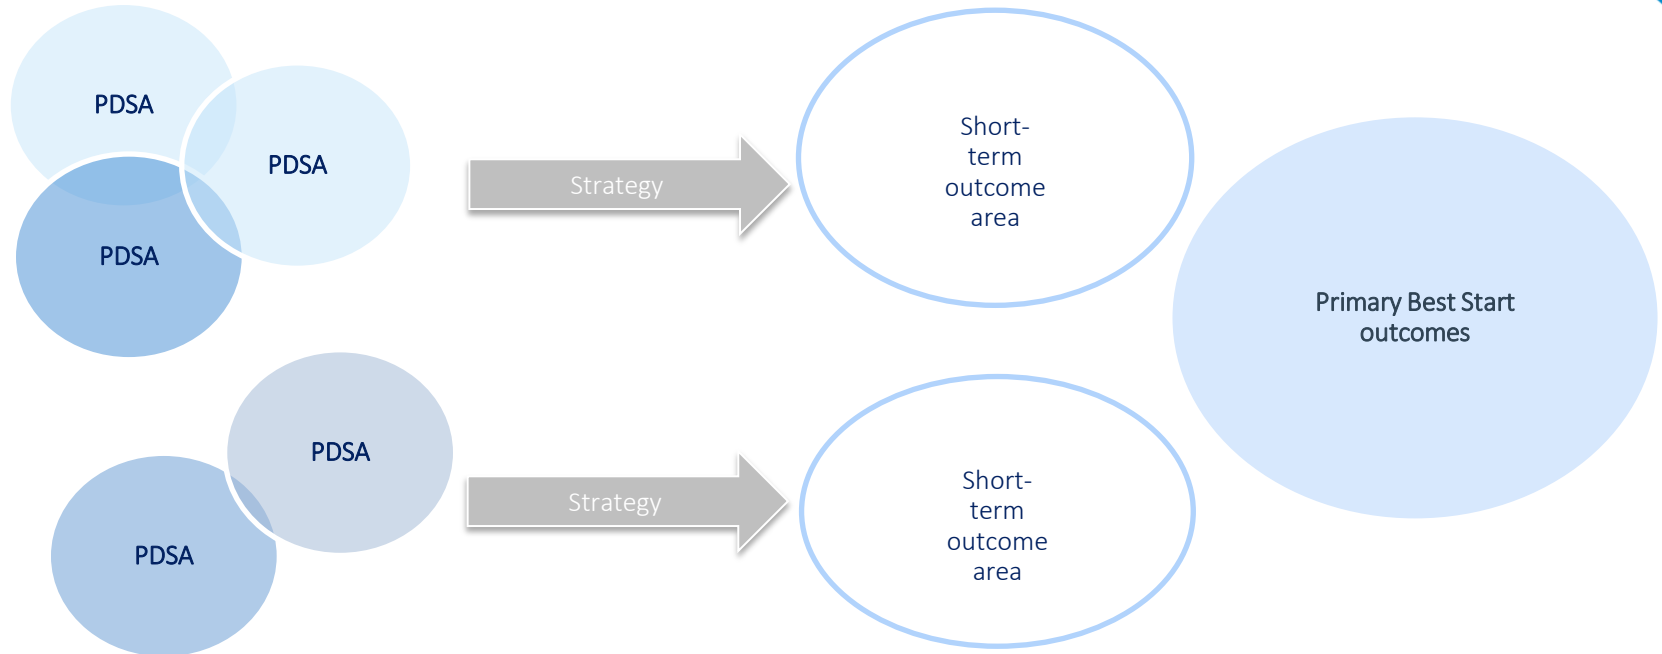 PDSA
PDSA
PDSA
Strategy
Short-
term
outcome
area
Primary Best Start
outcomes
PDSA
PDSA
Strategy
Short-
term
outcome
area